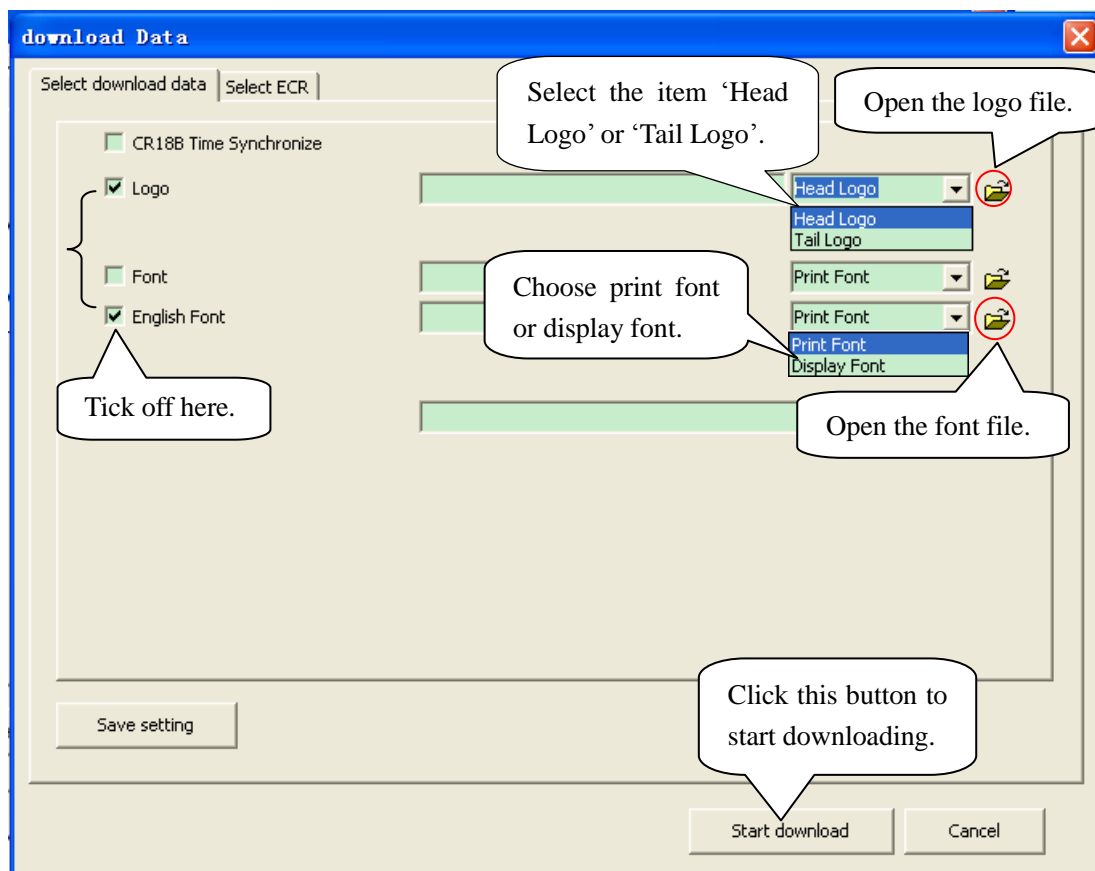 download Data
Select download data
Select ECR
Select the item ‘Head
Logo’ or ‘Tail Logo’.
Open the logo file.
CR18B Time Synchronize
Logo
Head Logo
Head Logo
Tail Logo
Font
Print Font
Choose print font
or display font.
English Font
Print Font
Print Font
Display Font
Tick off here.
Open the font file.
Click this button to
start downloading.
Save setting
Start download
Cancel